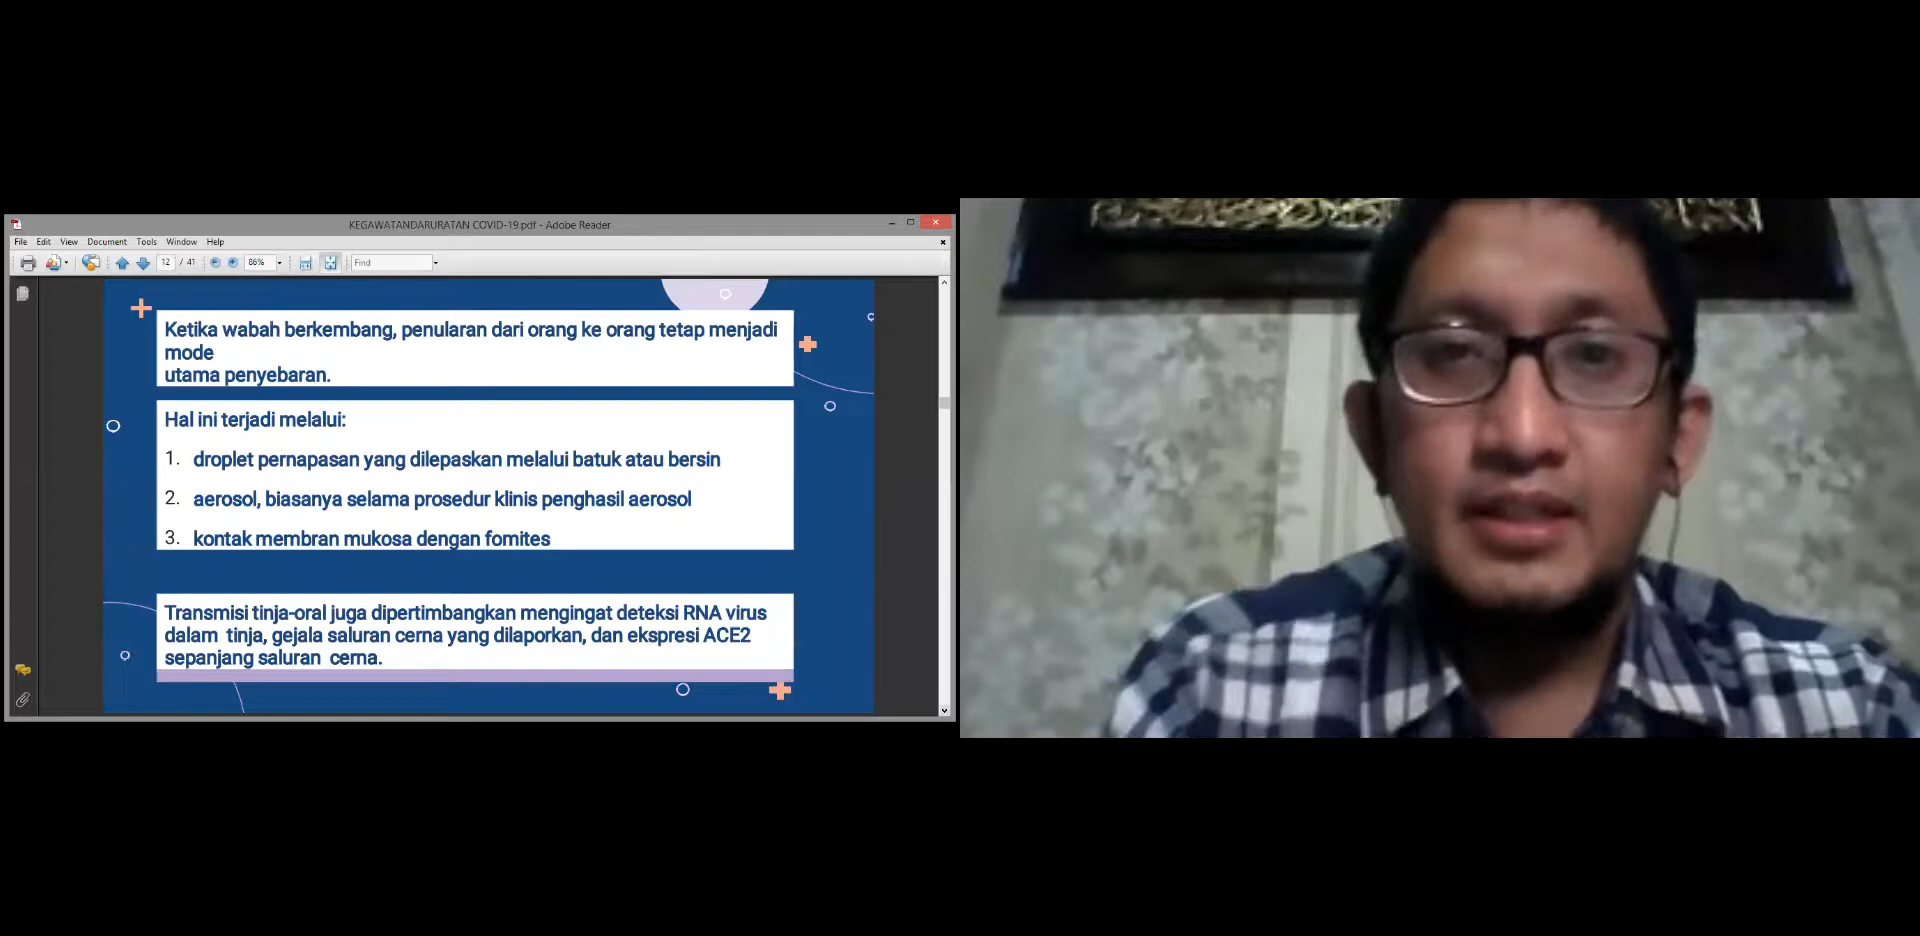 KEGAWATANDARURATAN COVID-19.pdf - Adobe Reader
File Edit View Document Tools Window Help
12 / 41 86% Find
Ketika wabah berkembang, penularan dari orang ke orang tetap menjadi
mode
utama penyebaran.
Hal ini terjadi melalui:
1. droplet pernapasan yang dilepaskan melalui batuk atau bersin
2. aerosol, biasanya selama prosedur klinis penghasil aerosol
3. kontak membran mukosa dengan fomites
Transmisi tinja-oral juga dipertimbangkan mengingat deteksi RNA virus
dalam tinja, gejala saluran cerna yang dilaporkan, dan ekspresi ACE2
sepanjang saluran cerna.